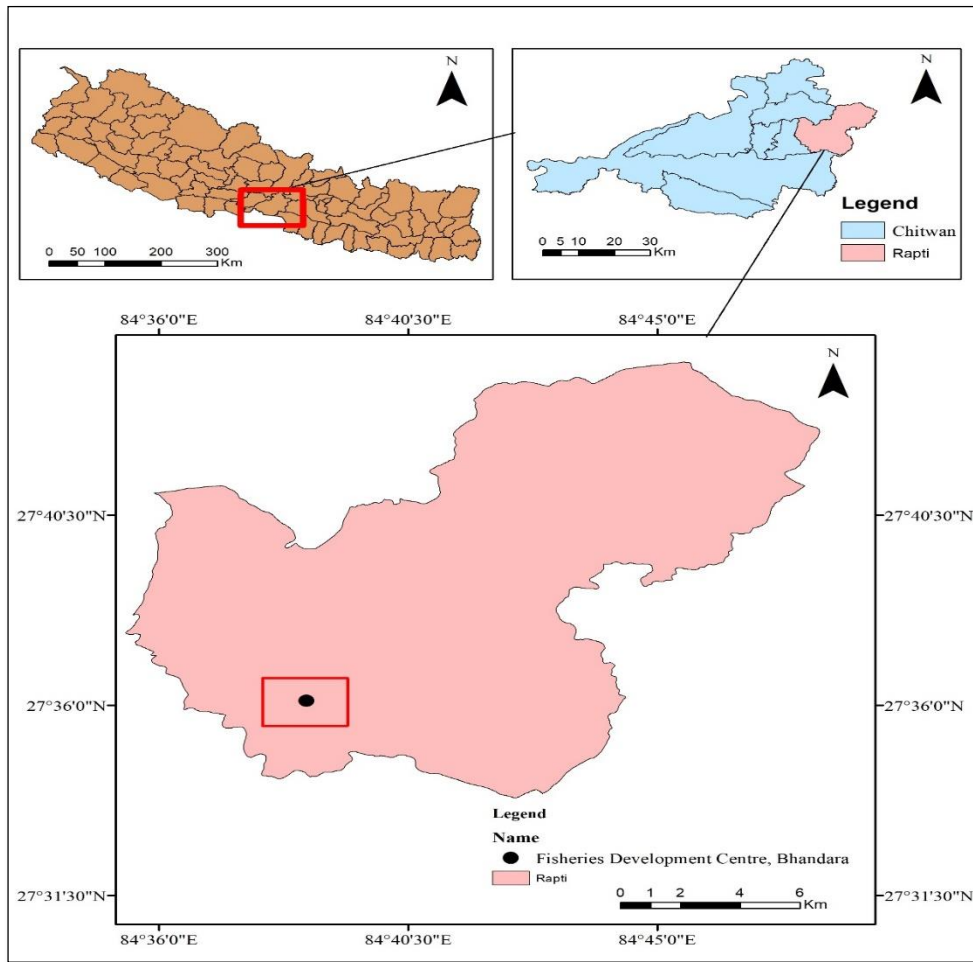 N
0 50 100 200 300
Km
N
Legend
Chitwan
Rapti
0 5 10 20 30
Km
84°36'0"E 84°40'30"E 84°45'0"E
N
27°40'30"N 27°40'30"N
27°36'0"N 27°36'0"N
Legend
Name
Fisheries Development Centre, Bhandara
Rapti
27°31'30"N 27°31'30"N
0 1 2 4 6
Km
84°36'0"E 84°40'30"E 84°45'0"E